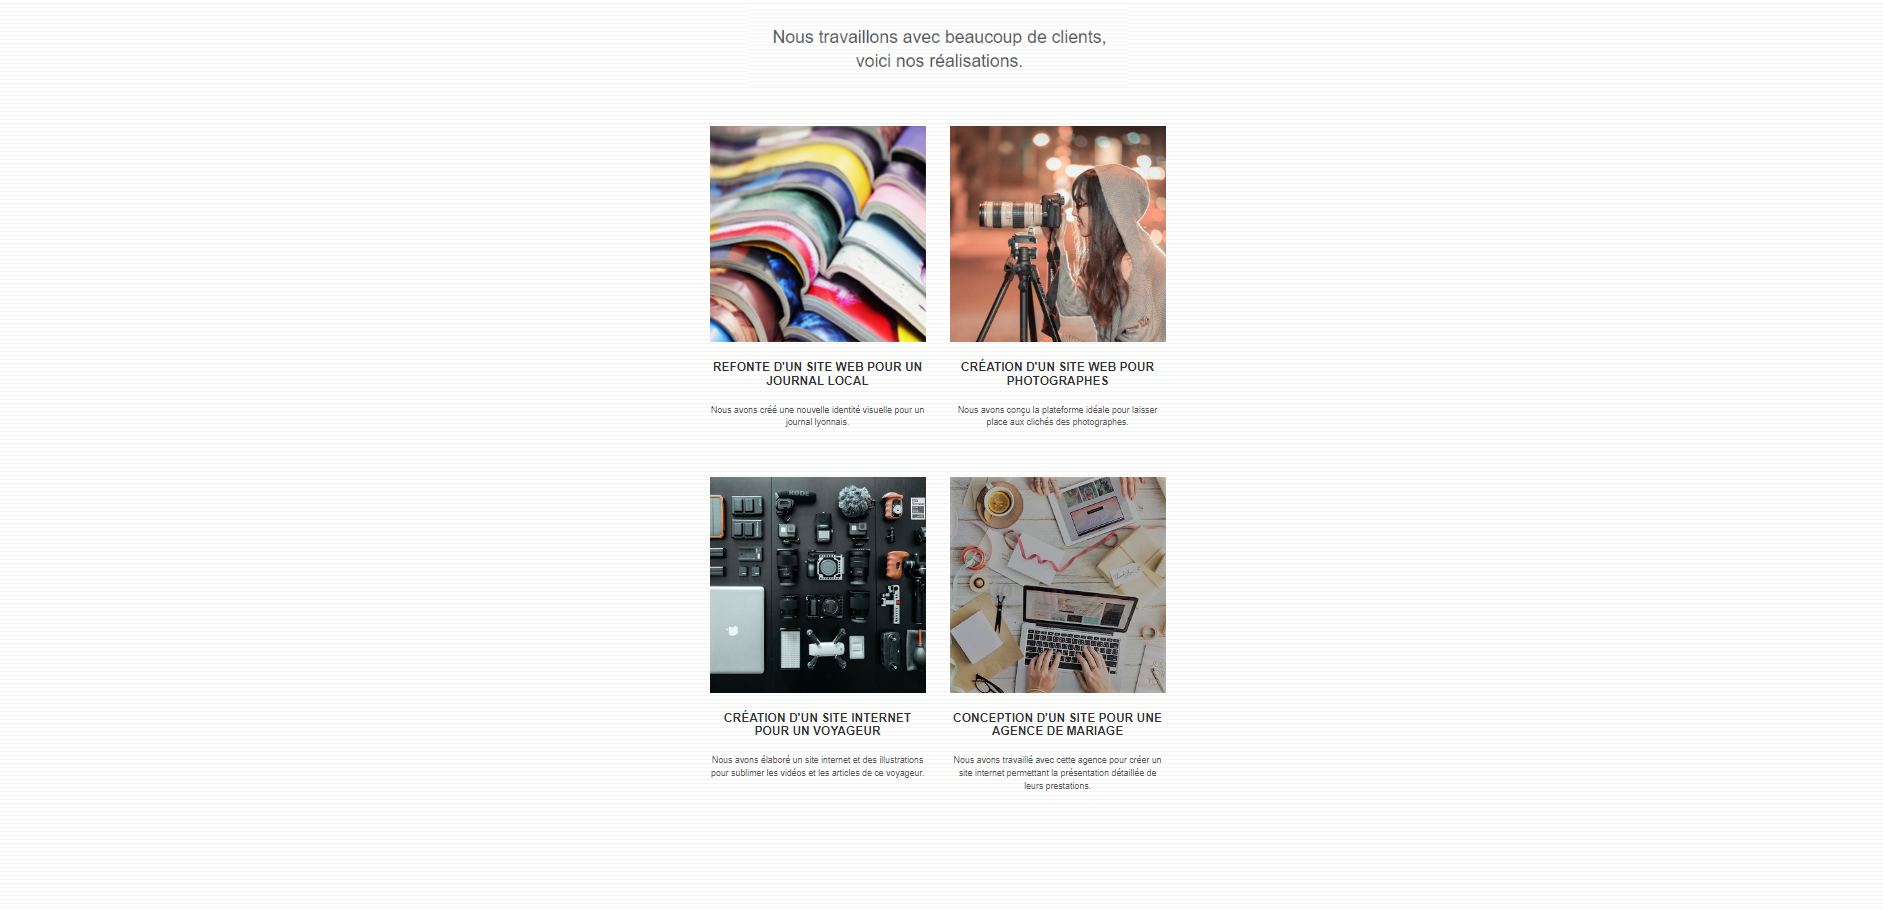 Nous travaillons avec beaucoup de clients,
voici nos réalisations.
REFONTE D'UN SITE WEB POUR UN
JOURNAL LOCAL
Nous avons créé une nouvelle identité visuelle pour un
journal lyonnais.
CRÉATION D'UN SITE WEB POUR
PHOTOGRAPHES
Nous avons conçu la plateforme idéale pour laisser
place aux clichés des photographes.
RODE
CRÉATION D'UN SITE INTERNET
POUR UN VOYAGEUR
Nous avons élaboré un site internet et des illustrations
pour sublimer les vidéos et les articles de ce voyageur.
CONCEPTION D'UN SITE POUR UNE
AGENCE DE MARIAGE
Nous avons travaillé avec cette agence pour créer un
site internet permettant la présentation détaillée de
leurs prestations.